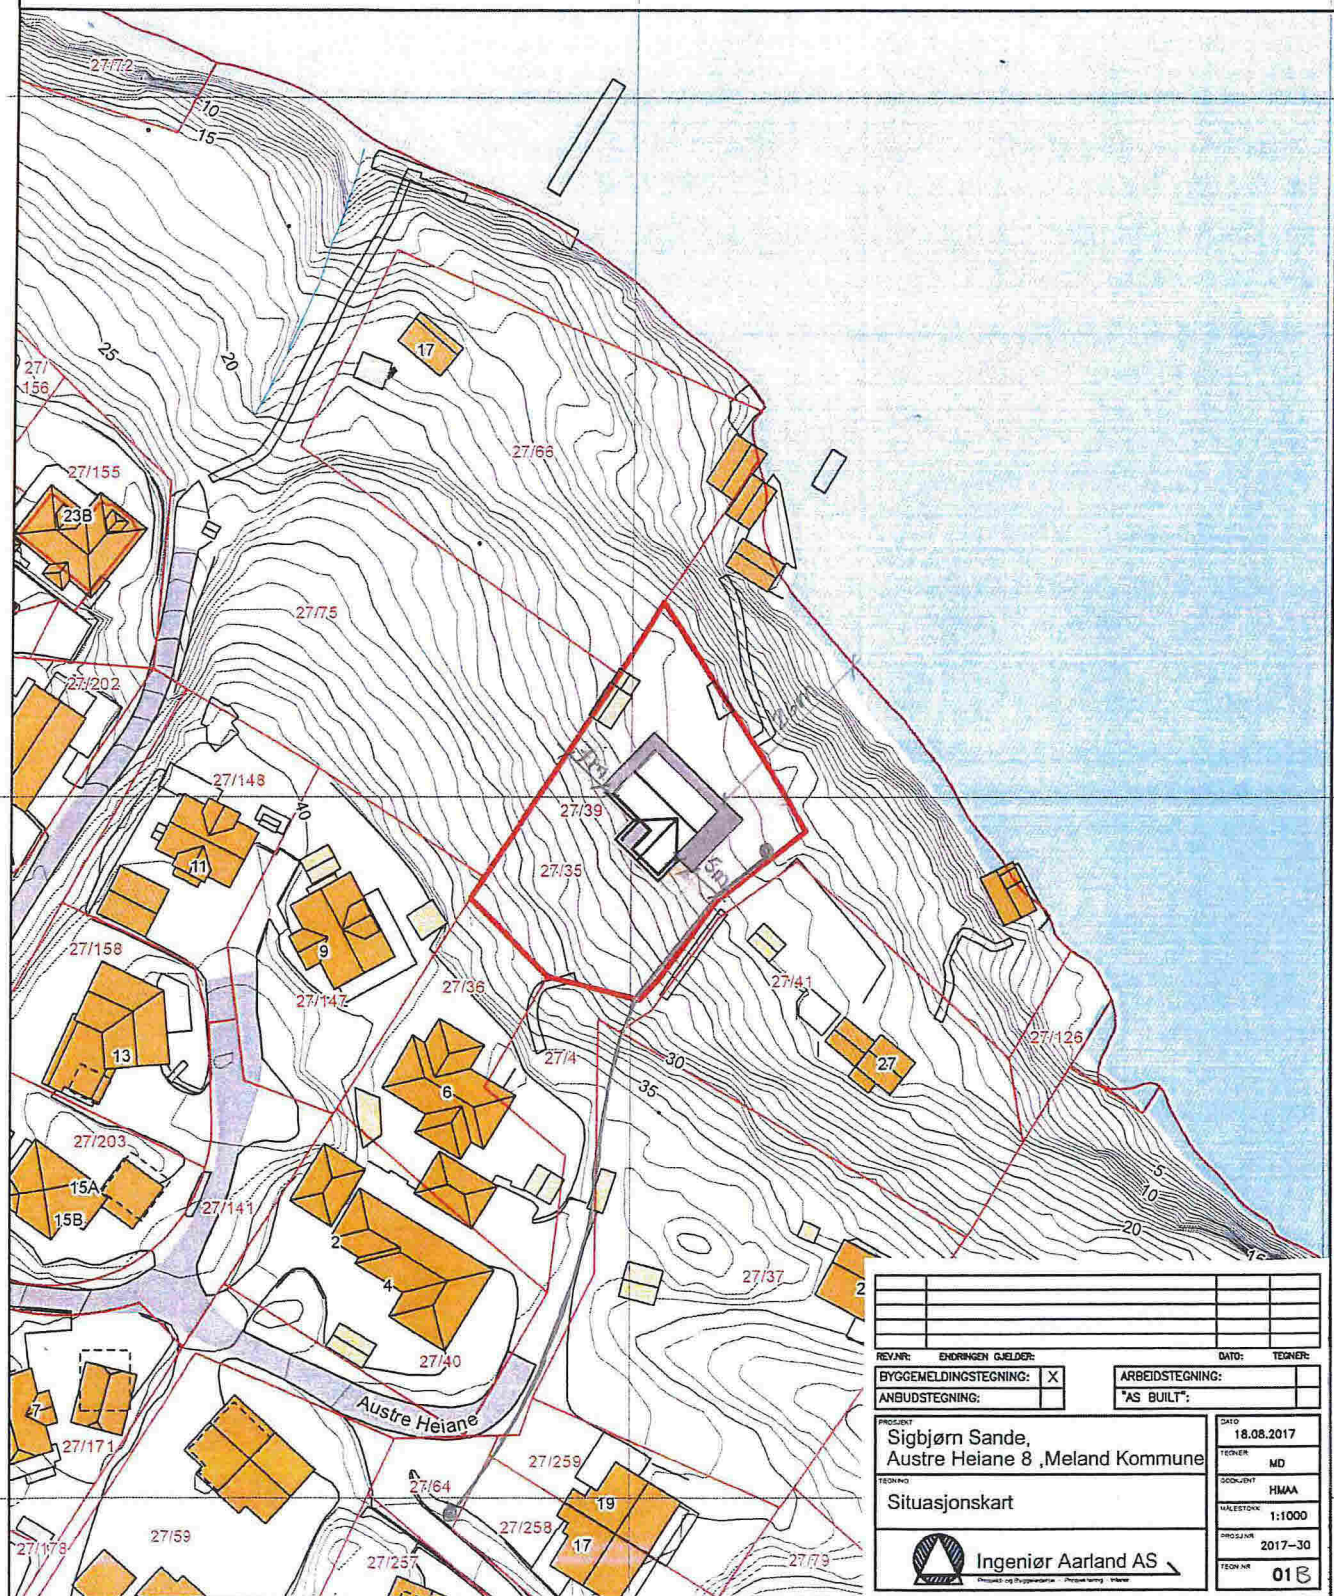 27/72
10
15
25
20
17
27/
156
27/66
27/155
23B
27/75
27/202
4m
27/148
40
27/39
11
27/35
5m
27/158
9
27/36
27/41
27/147
13
27/4
30
27/126
27
35
6
27/203
5
15A
10
15B
27/141
20
2
15
27/37
4
2
27/40
Austre Heiane
7
27/171
27/259
27/64
19
27/258
27/59
17
27/178
27/257
27/79
REV.NR: ENDRINGEN GJELDER: DATO: TEGNER:
BYGGEMELDINGSTEGNING: X ARBEIDSTEGNING:
ANBUDSTEGNING: "AS BUILT":
PROSJEKT
Sigbjørn Sande,
Austre Heiane 8 ,Meland Kommune
DATO
18.08.2017
TEGNER
MD
TEGNING
Situasjonskart
GODKJENT
HMAA
MÅLESTOKK
1:1000
PROSJ.NR
2017-30
Ingeniør Aarland AS
TEGN.NR
01B